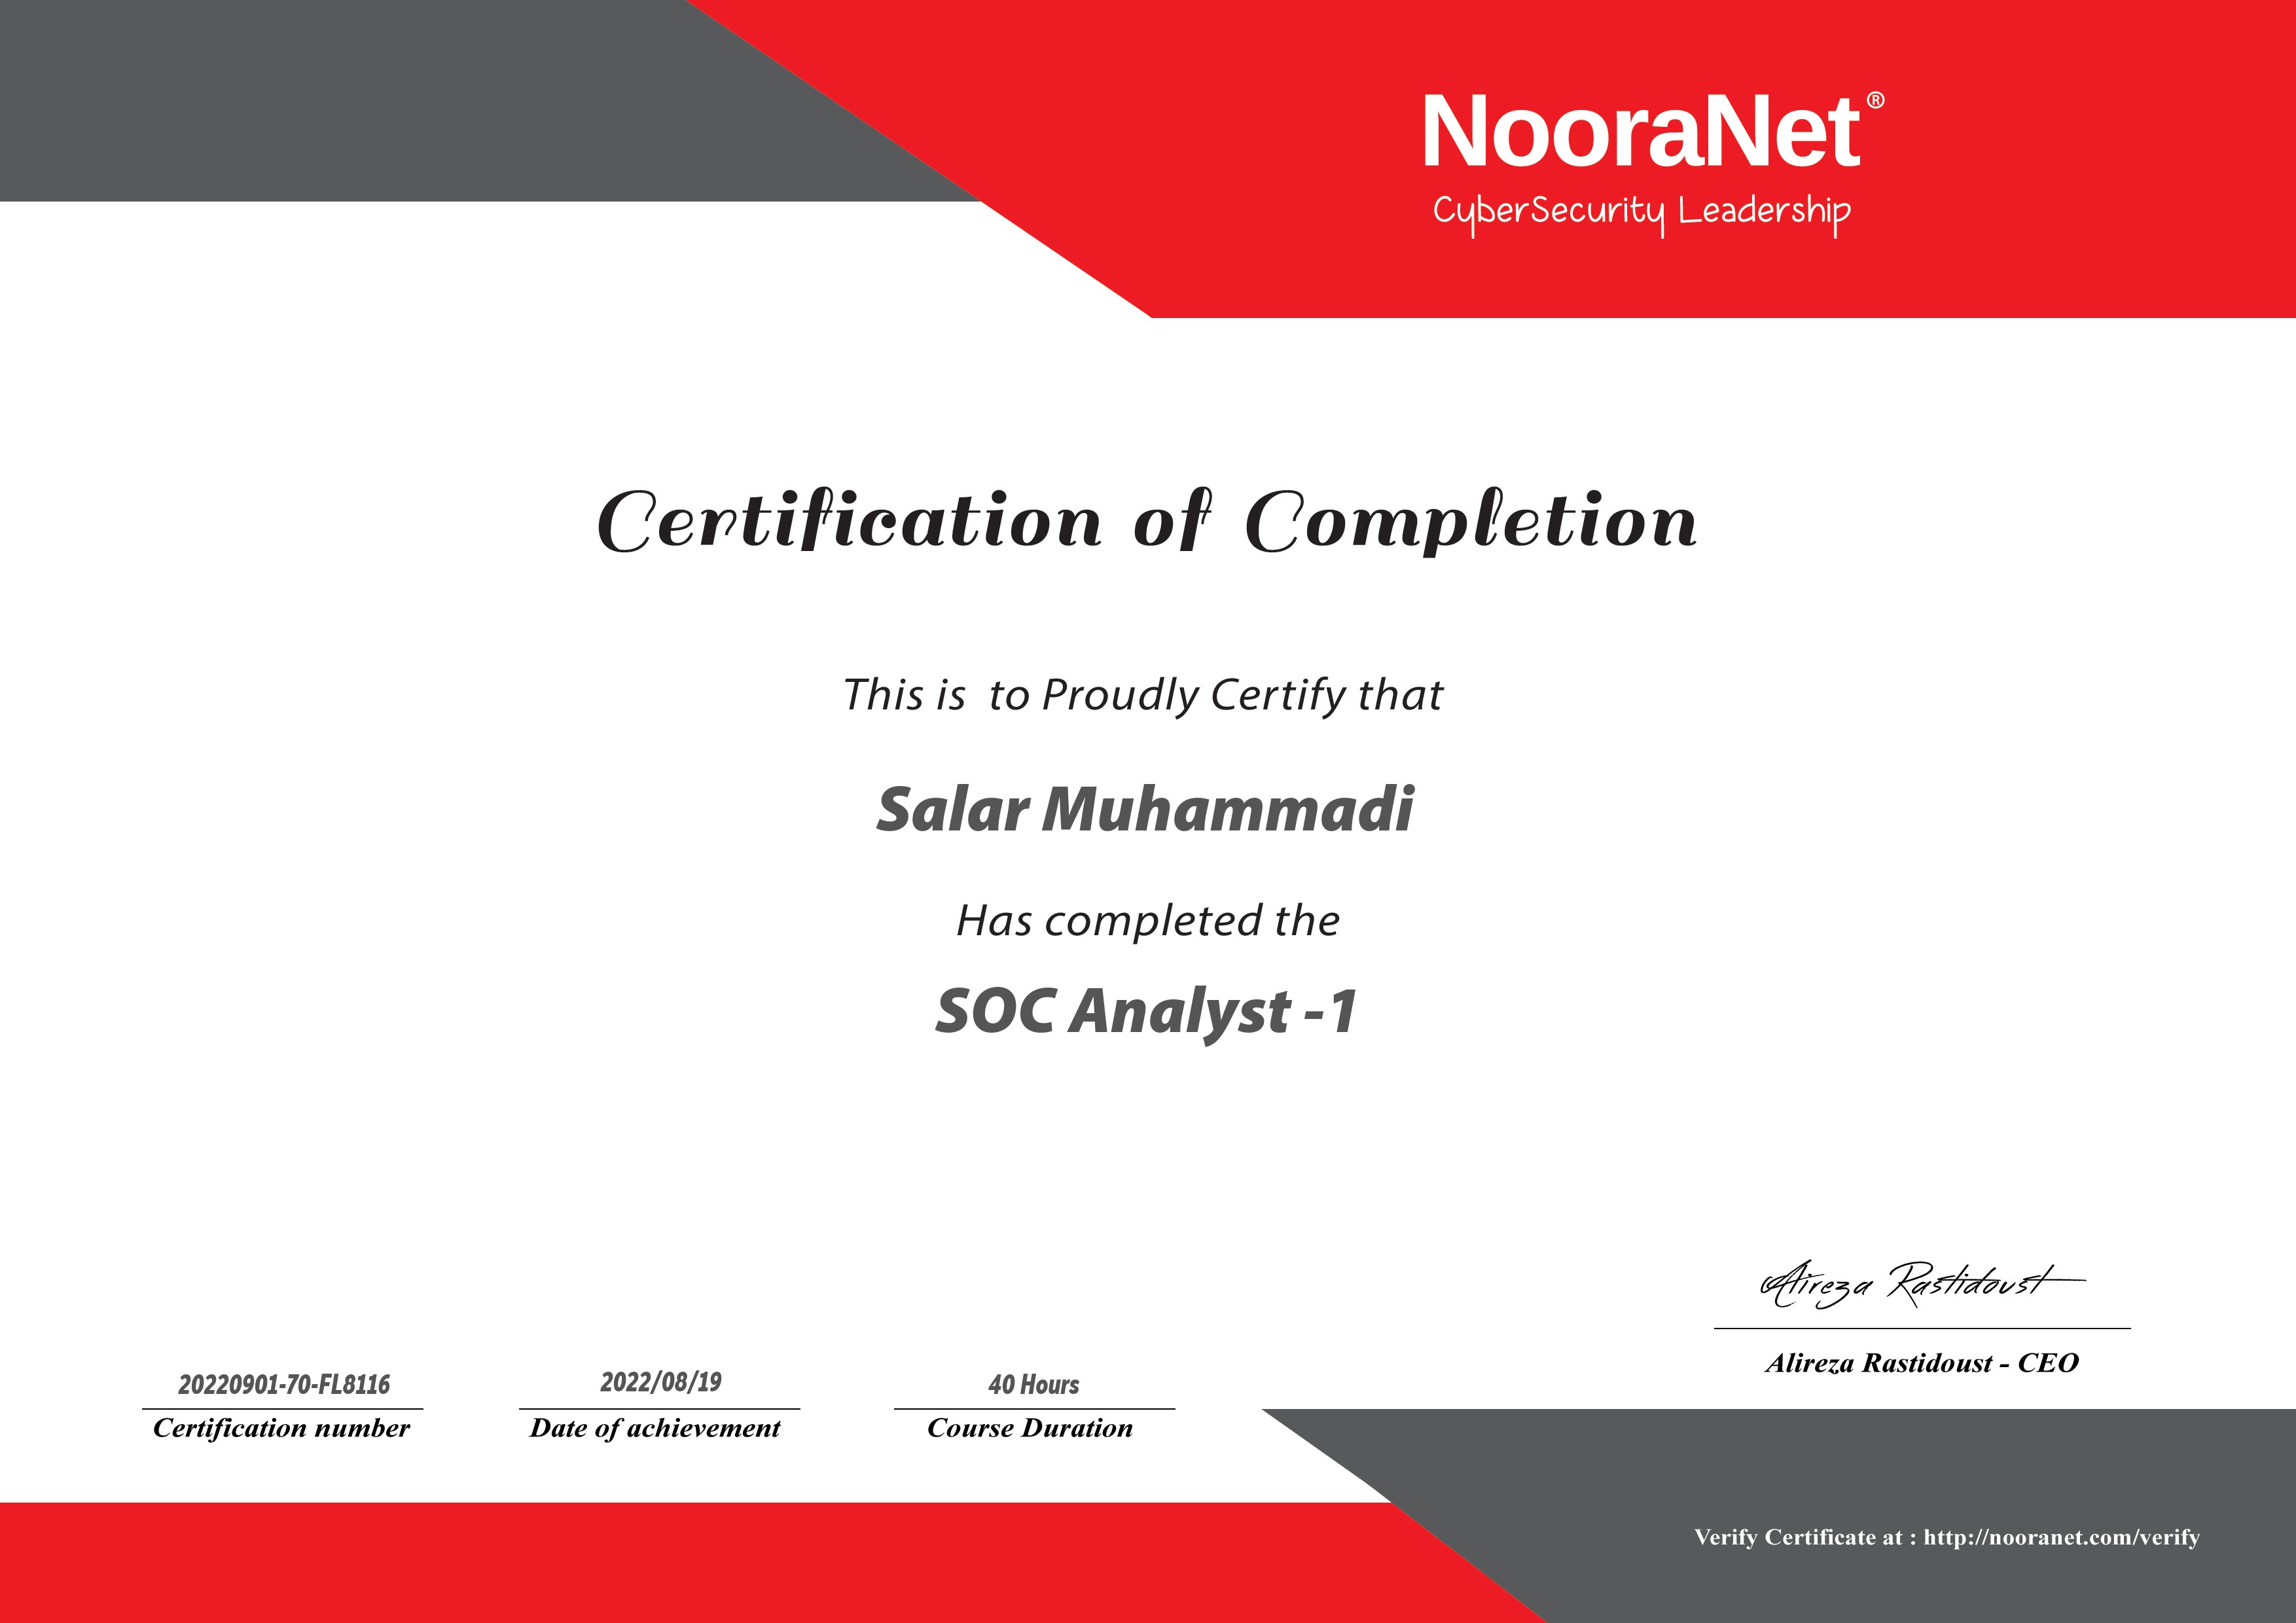 NooraNet®
CyberSecurity Leadership
Certification of Completion
This is to Proudly Certify that
Salar Muhammadi
Has completed the
SOC Analyst -1
Alireza Rastidoust
Alireza Rastidoust - CEO
20220901-70-FL8116
Certification number
2022/08/19
Date of achievement
40 Hours
Course Duration
Verify Certificate at : http://nooranet.com/verify